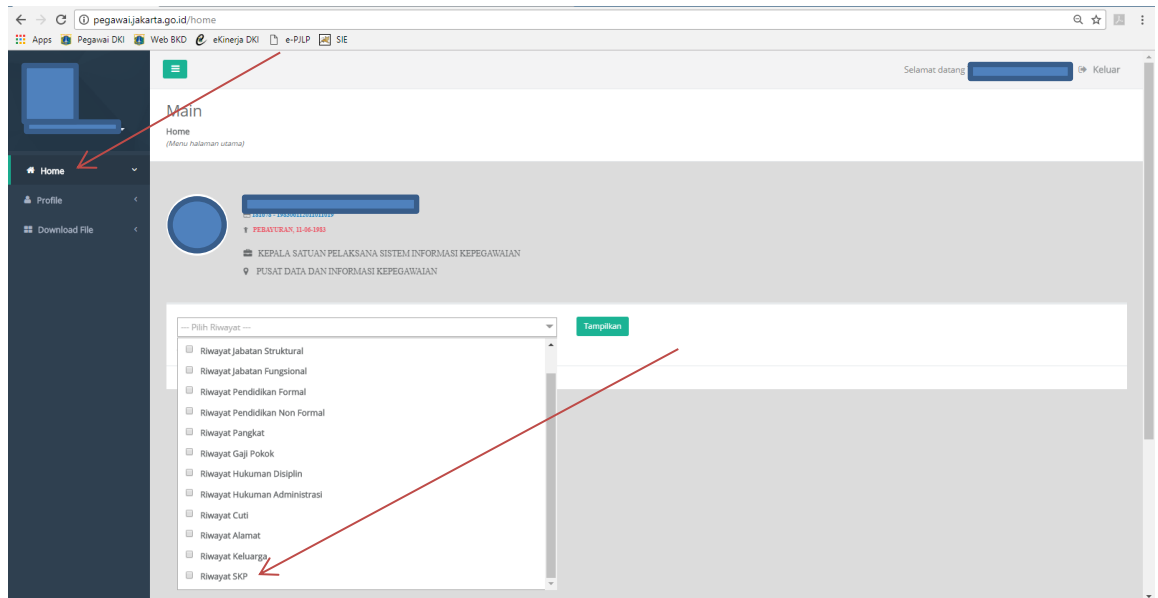 pegawai.jakarta.go.id/home
Apps Pegawai DKI Web BKD eKinerja DKI e-PJLP SIE
Selamat datang Keluar
Main
Home
(Menu halaman utama)
Home
Profile
Download File
PEBAYURAN, 11-06-1983
KEPALA SATUAN PELAKSANA SISTEM INFORMASI KEPEGAWAIAN
PUSAT DATA DAN INFORMASI KEPEGAWAIAN
--- Pilih Riwayat --- Tampilkan
Riwayat Jabatan Struktural
Riwayat Jabatan Fungsional
Riwayat Pendidikan Formal
Riwayat Pendidikan Non Formal
Riwayat Pangkat
Riwayat Gaji Pokok
Riwayat Hukuman Disiplin
Riwayat Hukuman Administrasi
Riwayat Cuti
Riwayat Alamat
Riwayat Keluarga
Riwayat SKP